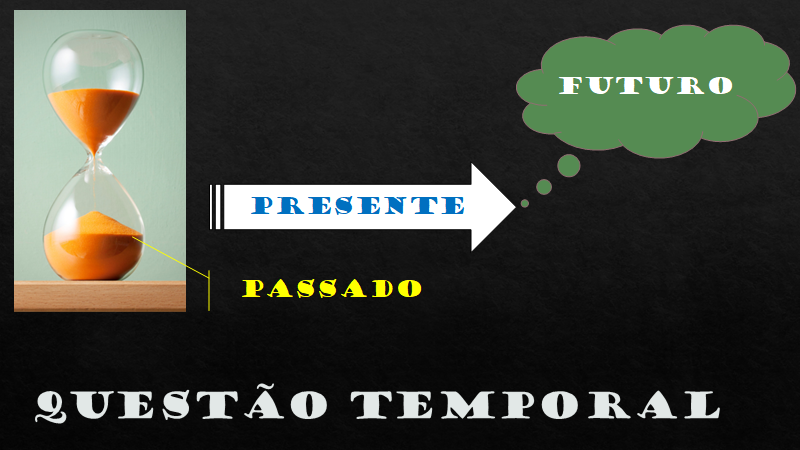 FUTURO
PRESENTE
PASSADO
QUESTÃO TEMPORAL